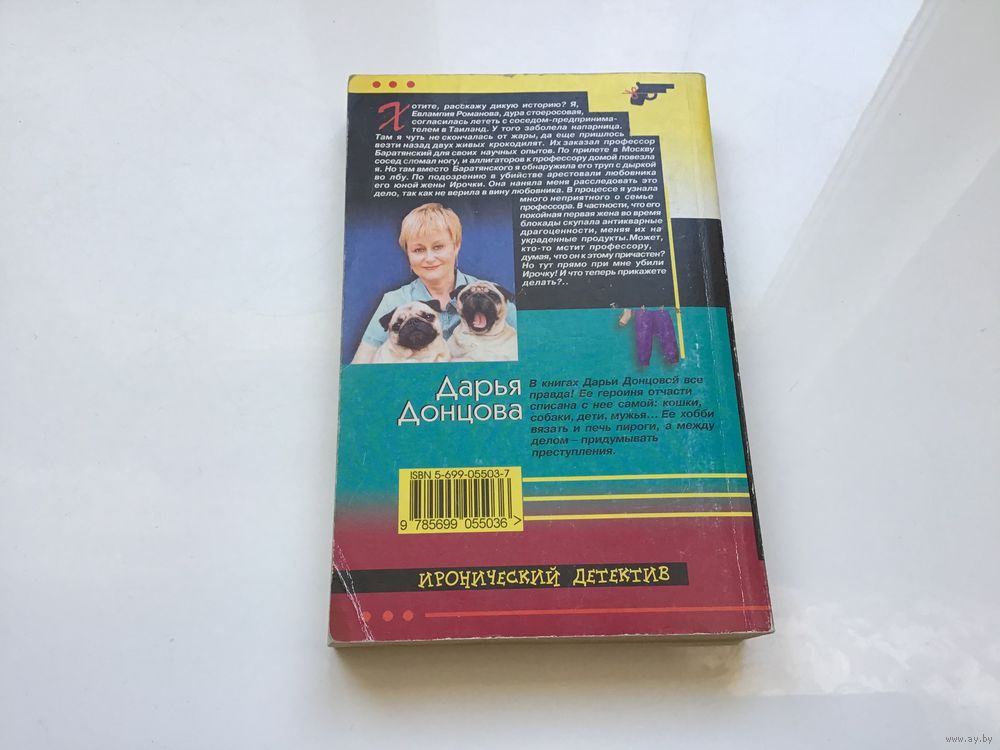 Хотите, расскажу дикую историю? Я,
Евлампия Романова, дура стоеросовая,
согласилась лететь с соседом-предпринима-
телем в Таиланд. У того заболела напарница.
Там я чуть не скончалась от жары, да еще пришлось
везти назад двух живых крокодилят. Их заказал профессор
Баратянский для своих научных опытов. По прилете в Москву
сосед сломал ногу, и аллигаторов к профессору домой повезла
я. Но там вместо Баратянского я обнаружила его труп с дыркой
во лбу. По подозрению в убийстве арестовали любовника
его юной жены Ирочки. Она наняла меня расследовать это
дело, так как не верила в вину любовника. В процессе я узнала
много неприятного о семье
профессора. В частности, что его
покойная первая жена во время
блокады скупала антикварные
драгоценности, меняя их на
украденные продукты. Может,
кто-то мстит профессору,
думая, что он к этому причастен?
Но тут прямо при мне убили
Ирочку! И что теперь прикажете
делать?..
Дарья
Донцова
В книгах Дарьи Донцовой все
правда! Ее героиня отчасти
списана с нее самой: кошки,
собаки, дети, мужья... Ее хобби
вязать и печь пироги, а между
делом – придумывать
преступления.
ISBN 5-699-05503-7
9 785699 055036 >
ИРОНИЧЕСКИЙ ДЕТЕКТИВ
www.ay.by